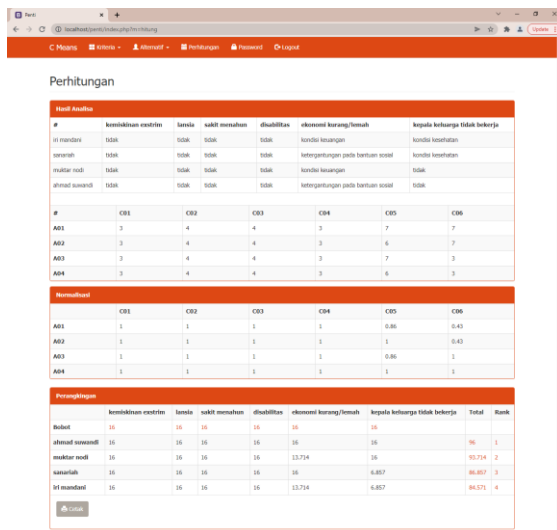 Panti
localhost/panti/index.php?m=hitung
Update
C Means Kriteria Alternatif Perhitungan Password Logout
Perhitungan
Hasil Analisa
# kemiskinan exstrim lansia sakit menahun disabilitas ekonomi kurang/lemah kepala keluarga tidak bekerja
iri mandani tidak tidak tidak tidak kondisi keuangan kondisi kesehatan
sanariah tidak tidak tidak tidak ketergantungan pada bantuan sosial kondisi kesehatan
muktar nodi tidak tidak tidak tidak kondisi keuangan tidak
ahmad suwandi tidak tidak tidak tidak ketergantungan pada bantuan sosial tidak
# C01 C02 C03 C04 C05 C06
A01 3 4 4 3 7 7
A02 3 4 4 3 6 7
A03 3 4 4 3 7 3
A04 3 4 4 3 6 3
Normalisasi
C01 C02 C03 C04 C05 C06
A01 1 1 1 1 0.86 0.43
A02 1 1 1 1 1 0.43
A03 1 1 1 1 0.86 1
A04 1 1 1 1 1 1
Perangkingan
kemiskinan exstrim lansia sakit menahun disabilitas ekonomi kurang/lemah kepala keluarga tidak bekerja Total Rank
Bobot 16 16 16 16 16 16
ahmad suwandi 16 16 16 16 16 16 96 1
muktar nodi 16 16 16 16 13.714 16 93.714 2
sanariah 16 16 16 16 16 6.857 86.857 3
iri mandani 16 16 16 16 13.714 6.857 84.571 4
Cetak